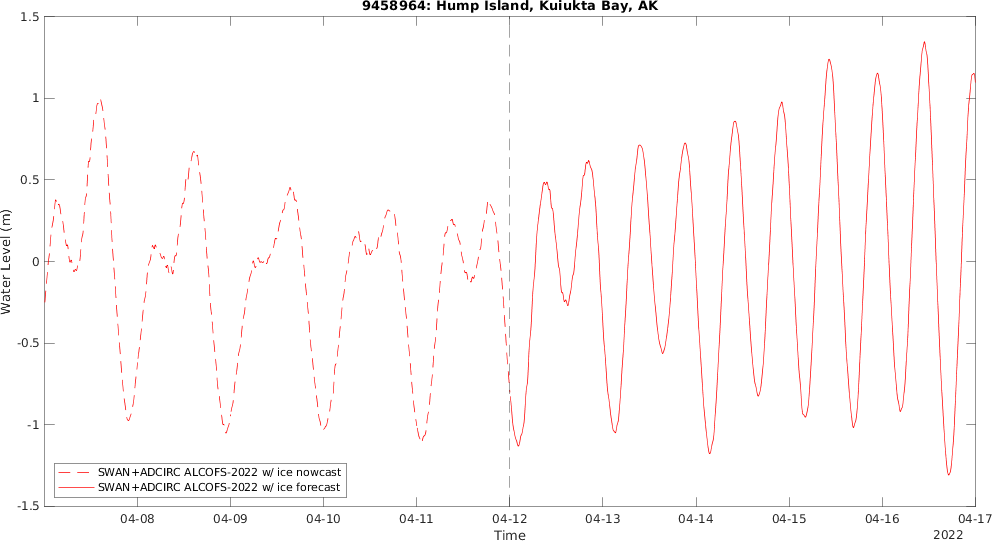 9458964: Hump Island, Kuiukta Bay, AK
1.5
1
0.5
0
-0.5
-1
-1.5
Water Level (m)
SWAN+ADCIRC ALCOFS-2022 w/ ice nowcast
SWAN+ADCIRC ALCOFS-2022 w/ ice forecast
04-08 04-09 04-10 04-11 04-12 04-13 04-14 04-15 04-16 04-17
Time
2022